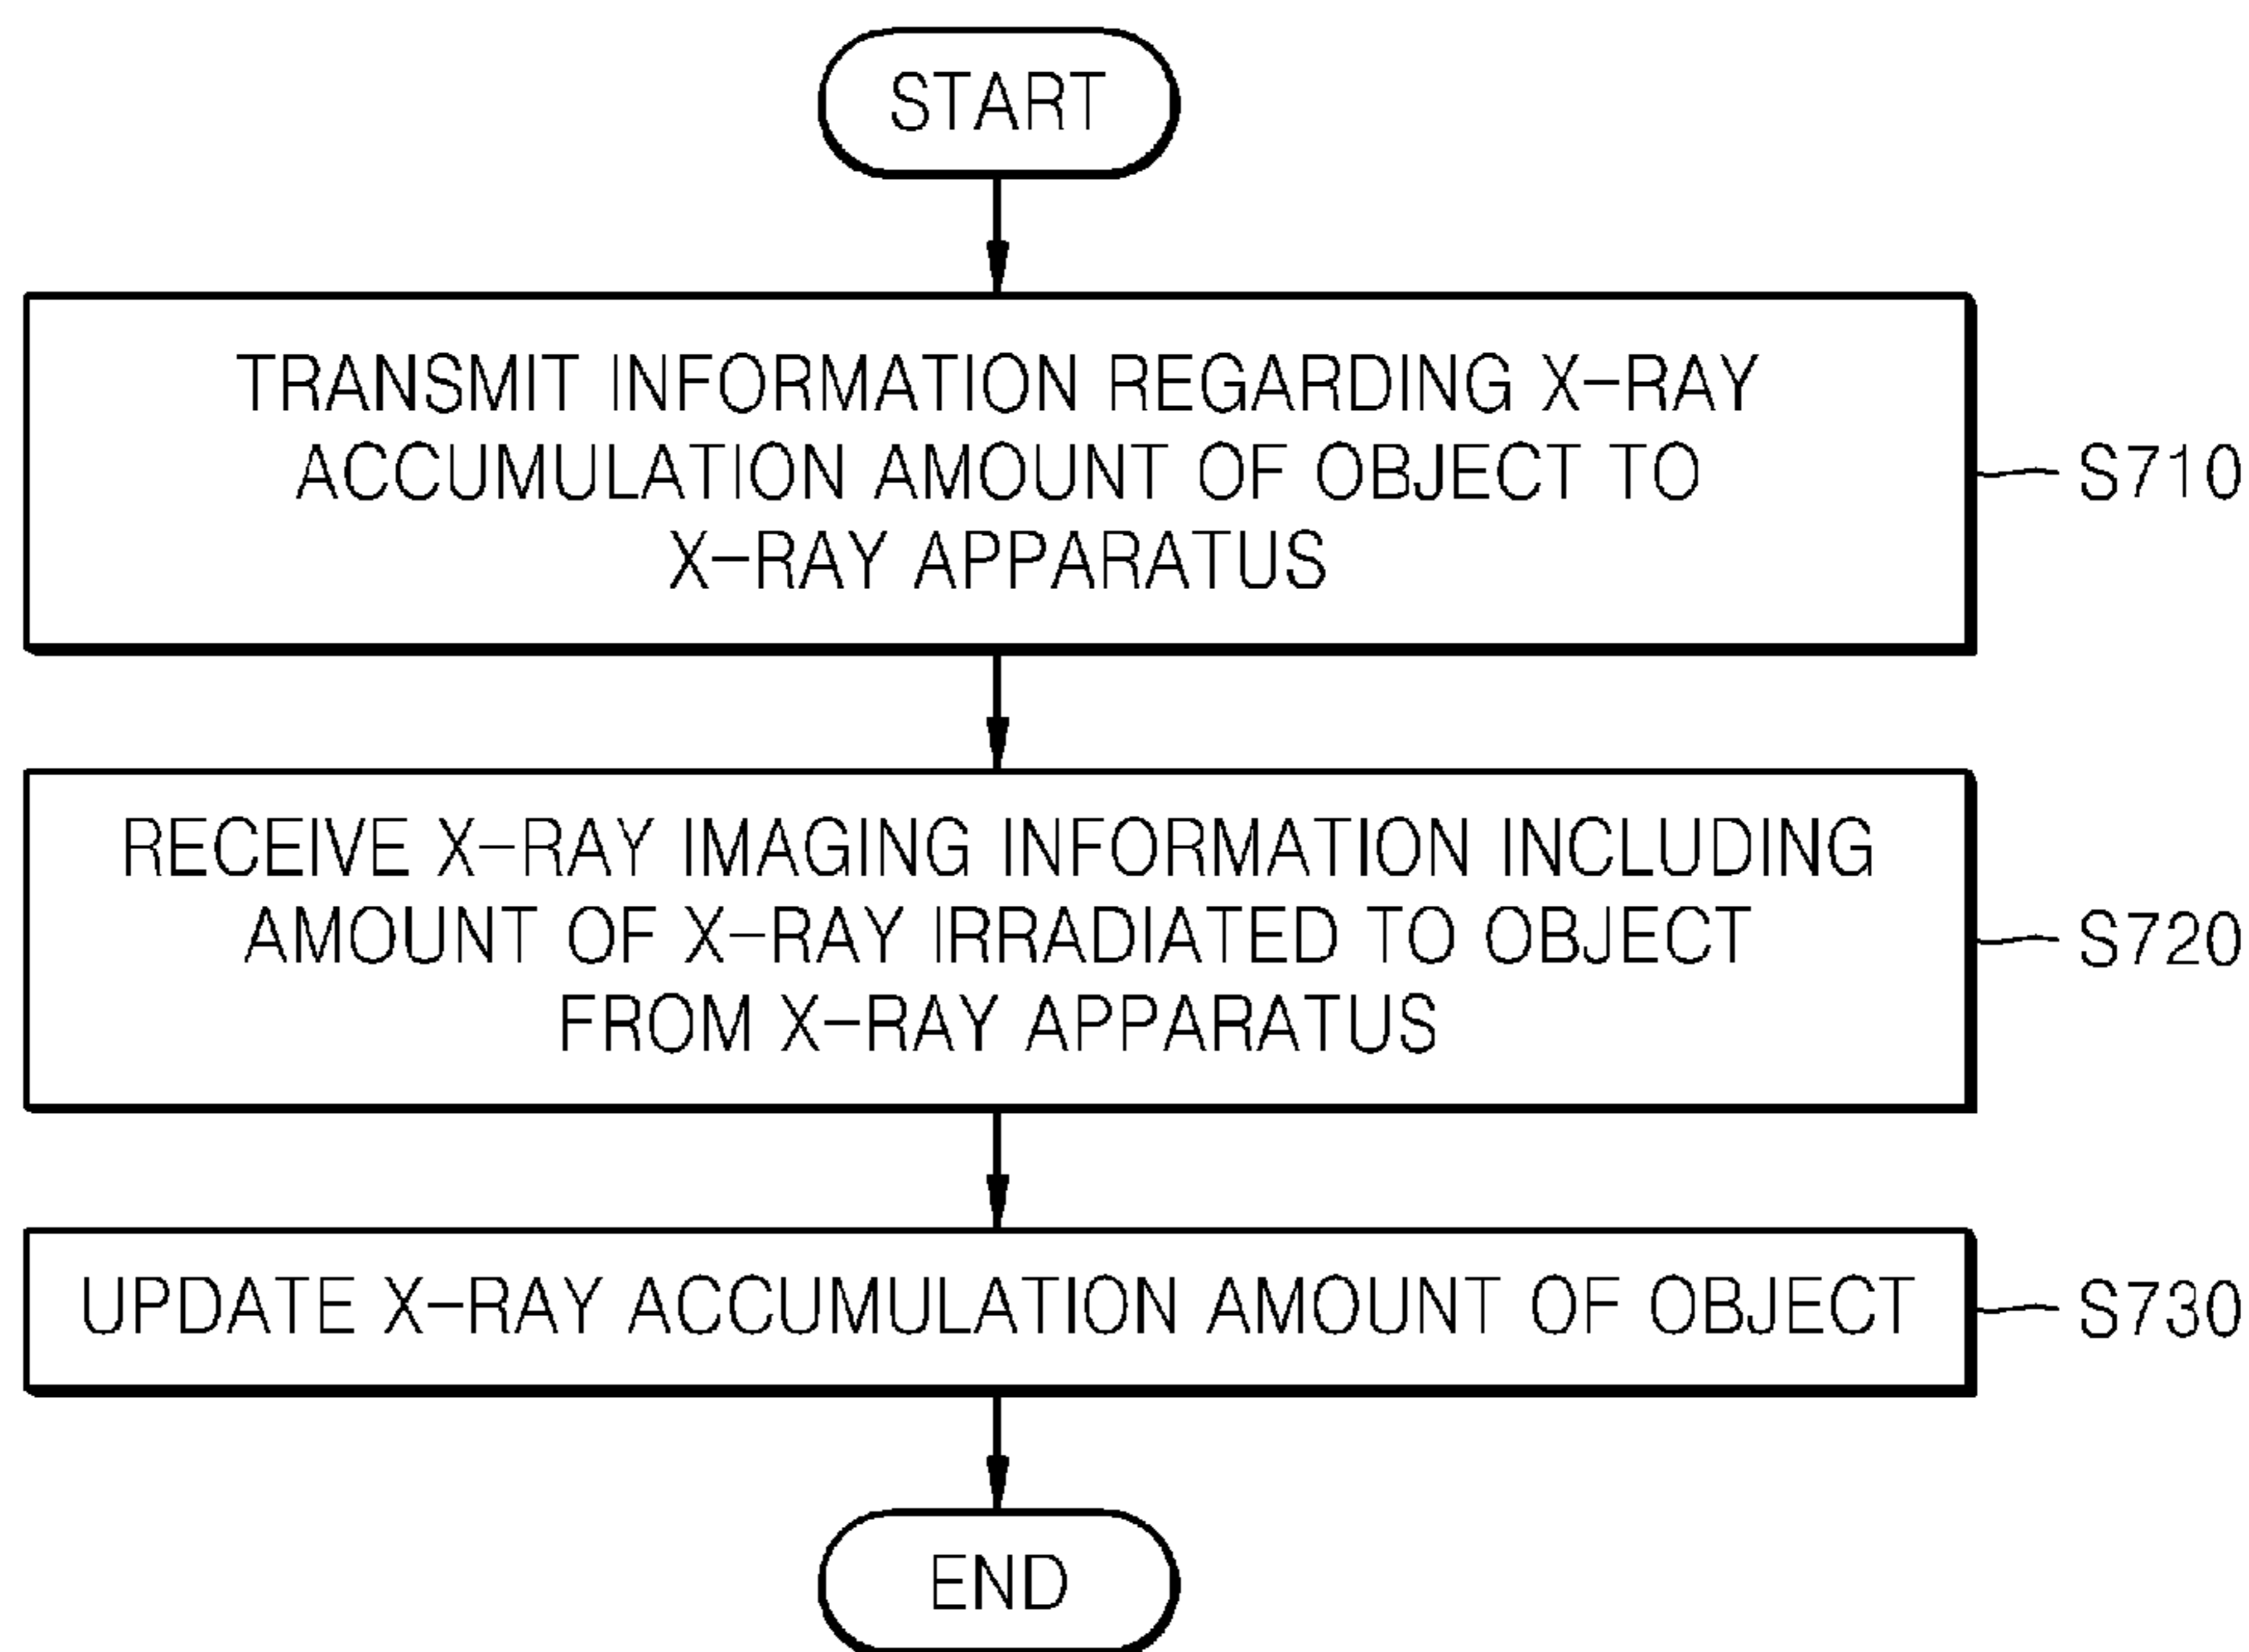 START
TRANSMIT INFORMATION REGARDING X-RAY
ACCUMULATION AMOUNT OF OBJECT TO
X-RAY APPARATUS
S710
RECEIVE X-RAY IMAGING INFORMATION INCLUDING
AMOUNT OF X-RAY IRRADIATED TO OBJECT
FROM X-RAY APPARATUS
S720
UPDATE X-RAY ACCUMULATION AMOUNT OF OBJECT
S730
END